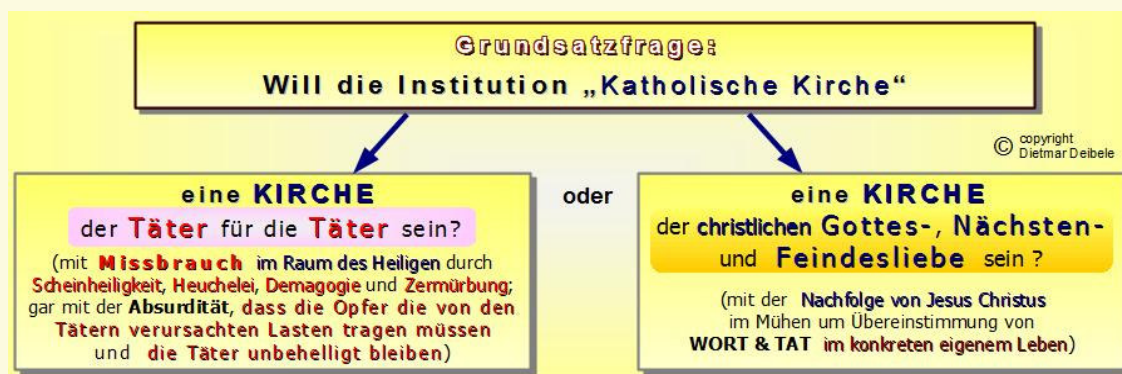 Grundsatzfrage:
Will die Institution „Katholische Kirche“
© copyright
Dietmar Deibele
eine KIRCHE
der Täter für die Täter sein?
(mit Missbrauch im Raum des Heiligen durch
Scheinheiligkeit, Heuchelei, Demagogie und Zermürbung;
gar mit der Absurdität, dass die Opfer die von den
Tätern verursachten Lasten tragen müssen
und die Täter unbehelligt bleiben)
oder
eine KIRCHE
der christlichen Gottes-, Nächsten-
und Feindesliebe sein ?
(mit der Nachfolge von Jesus Christus
im Mühen um Übereinstimmung von
WORT & TAT im konkreten eigenem Leben)